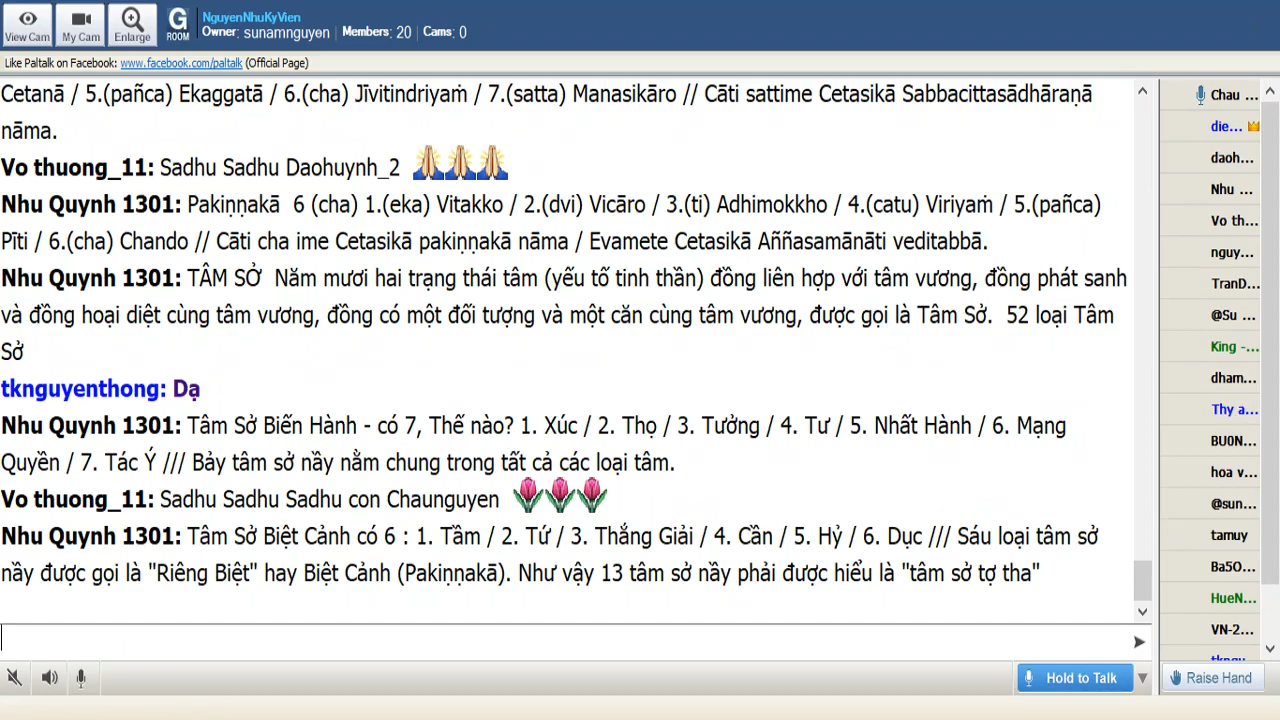 NguyenNhuKyVien
View Cam
My Cam
Enlarge
G ROOM
Owner: sunamnguyen
Members: 20
Cams: 0
Like Paltalk on Facebook: www.facebook.com/paltalk (Official Page)
Cetanā / 5.(pañca) Ekaggatā / 6.(cha) Jīvitindriyaṁ / 7.(satta) Manasikāro // Cāti sattime Cetasikā Sabbacittasādhāraṇā
nāma.
Vo thuong_11: Sadhu Sadhu Daohuynh_2
Nhu Quynh 1301: Pakiṇṇakā 6 (cha) 1.(eka) Vitakko / 2.(dvi) Vicāro / 3.(ti) Adhimokkho / 4.(catu) Viriyaṁ / 5.(pañca)
Pīti / 6.(cha) Chando // Cāti cha ime Cetasikā pakiṇṇakā nāma / Evamete Cetasikā Aññasamānāti veditabbā.
Nhu Quynh 1301: TÂM SỞ Năm mươi hai trạng thái tâm (yếu tố tinh thần) đồng liên hợp với tâm vương, đồng phát sanh
và đồng hoại diệt cùng tâm vương, đồng có một đối tượng và một căn cùng tâm vương, được gọi là Tâm Sở. 52 loại Tâm
Sở
tknguyenthong: Dạ
Nhu Quynh 1301: Tâm Sở Biến Hành - có 7, Thế nào? 1. Xúc / 2. Thọ / 3. Tưởng / 4. Tư / 5. Nhất Hành / 6. Mạng
Quyền / 7. Tác Ý /// Bảy tâm sở nầy nằm chung trong tất cả các loại tâm.
Vo thuong_11: Sadhu Sadhu Sadhu con Chaunguyen
Nhu Quynh 1301: Tâm Sở Biệt Cảnh có 6 : 1. Tầm / 2. Tứ / 3. Thắng Giải / 4. Cần / 5. Hỷ / 6. Dục /// Sáu loại tâm sở
nầy được gọi là "Riêng Biệt" hay Biệt Cảnh (Pakiṇṇakā). Như vậy 13 tâm sở nầy phải được hiểu là "tâm sở tợ tha"
Chau ...
die...
daoh...
Nhu ...
Vo th...
nguy...
TranD...
@Su ...
King -...
dham...
Thy a...
BU0N...
hoa v...
@sun...
tamuy
Ba5O...
HueN...
VN-2...
Hold to Talk
Raise Hand